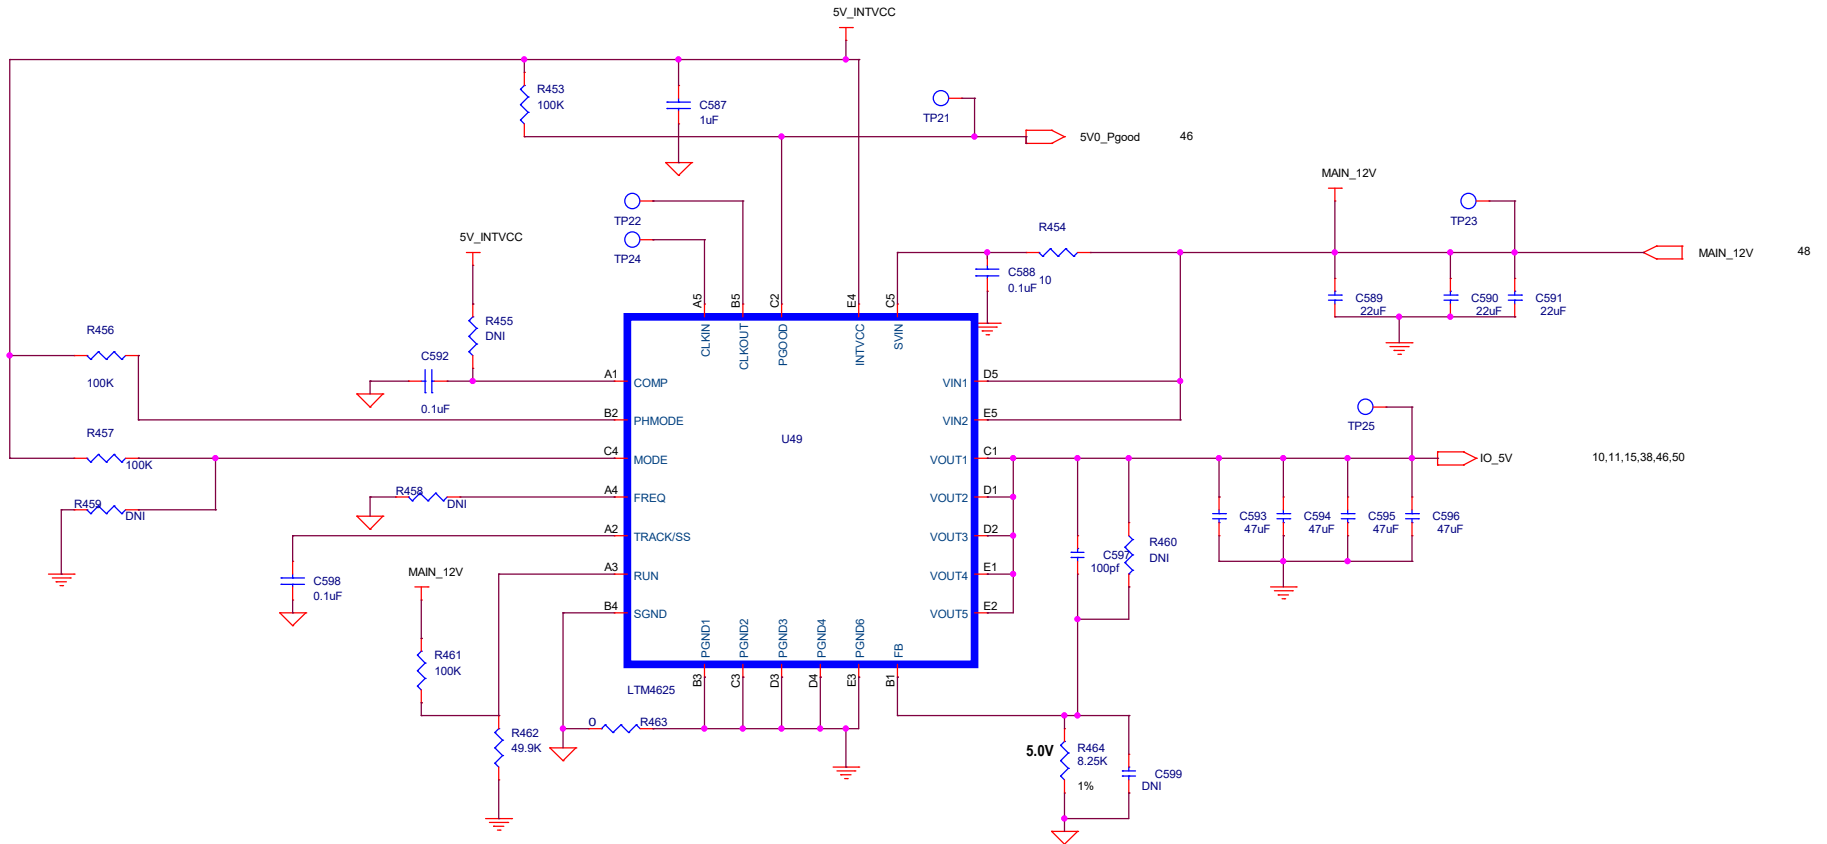 5V_INTVCC
R453
100K
C587
1uF
TP21
5V0_Pgood 46
TP22
TP24
5V_INTVCC
R454
10
C588
0.1uF
MAIN_12V
TP23
MAIN_12V 48
C589
22uF
C590
22uF
C591
22uF
R455
DNI
R456
100K
C592
0.1uF
R457
100K
R459
DNI
R458
DNI
A5
B5
C2
E4
C5
CLKIN
CLKOUT
PGOOD
INTVCC
SVIN
A1 COMP
B2 PHMODE
C4 MODE
A4 FREQ
A2 TRACK/SS
A3 RUN
B4 SGND
U49
VIN1 D5
VIN2 E5
VOUT1 C1
VOUT2 D1
VOUT3 D2
VOUT4 E1
VOUT5 E2
PGND1
PGND2
PGND3
PGND4
PGND6
FB
B3
C3
D3
D4
E3
B1
LTM4625
TP25
IO_5V 10,11,15,38,46,50
C593
47uF
C594
47uF
C595
47uF
C596
47uF
C597
100pf
R460
DNI
C598
0.1uF
MAIN_12V
R461
100K
R462
49.9K
0 R463
5.0V
R464
8.25K
1%
C599
DNI